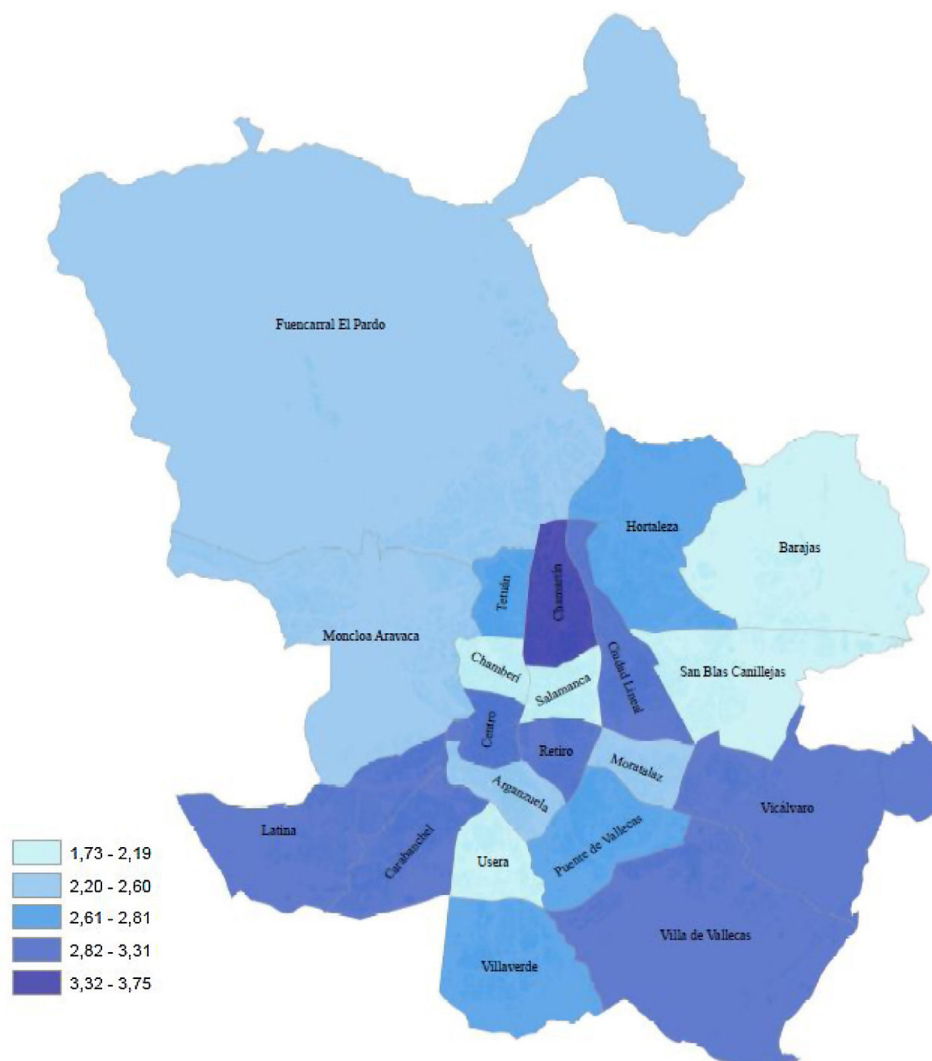 Fuencarral El Pardo
Hortaleza
Barajas
Tetuán
Chamartín
Moncloa Aravaca
Chamberí
Salamanca
Ciudad Lineal
San Blas Canillejas
Centro
Retiro
Moratalaz
Arganzuela
Vicálvaro
Latina
Carabanchel
Puente de Vallecas
Usera
Villa de Vallecas
Villaverde
1,73 - 2,19
2,20 - 2,60
2,61 - 2,81
2,82 - 3,31
3,32 - 3,75